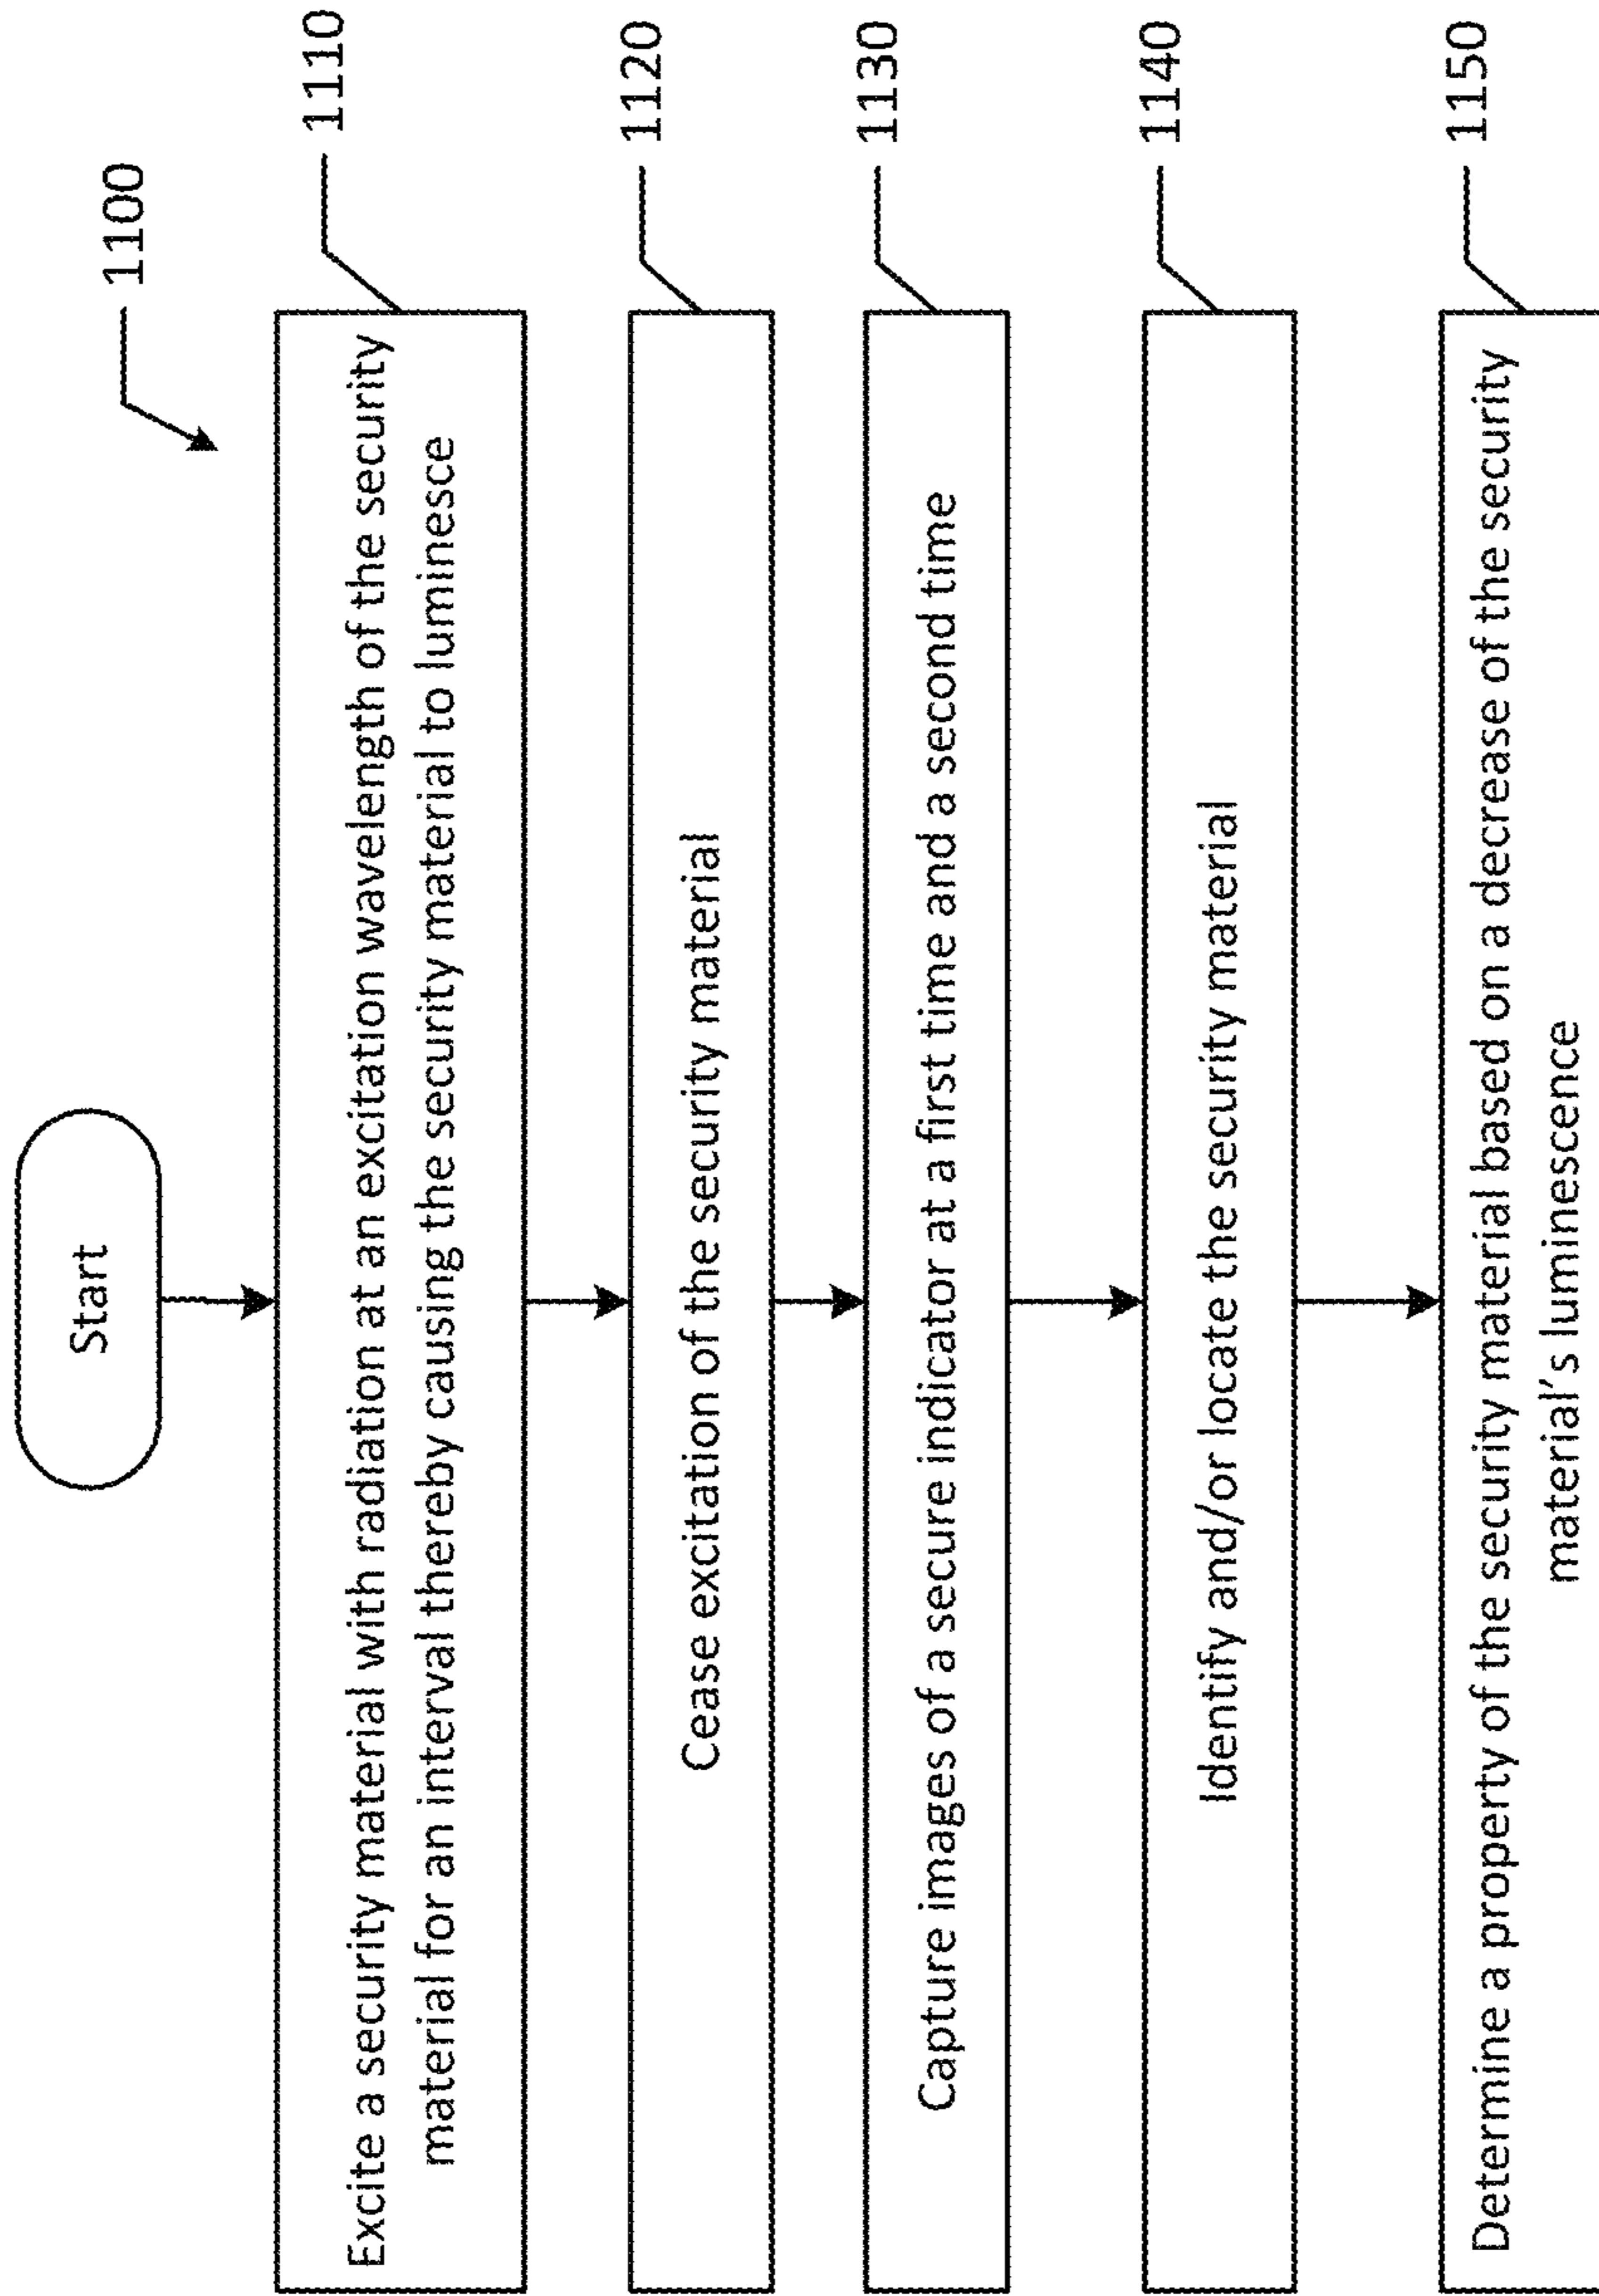 1100
Start
Excite a security material with radiation at an excitation wavelength of the security
material for an interval thereby causing the security material to luminesce
1110
Cease excitation of the security material
1120
Capture images of a secure indicator at a first time and a second time
1130
Identify and/or locate the security material
1140
Determine a property of the security material based on a decrease of the security
material's luminescence
1150